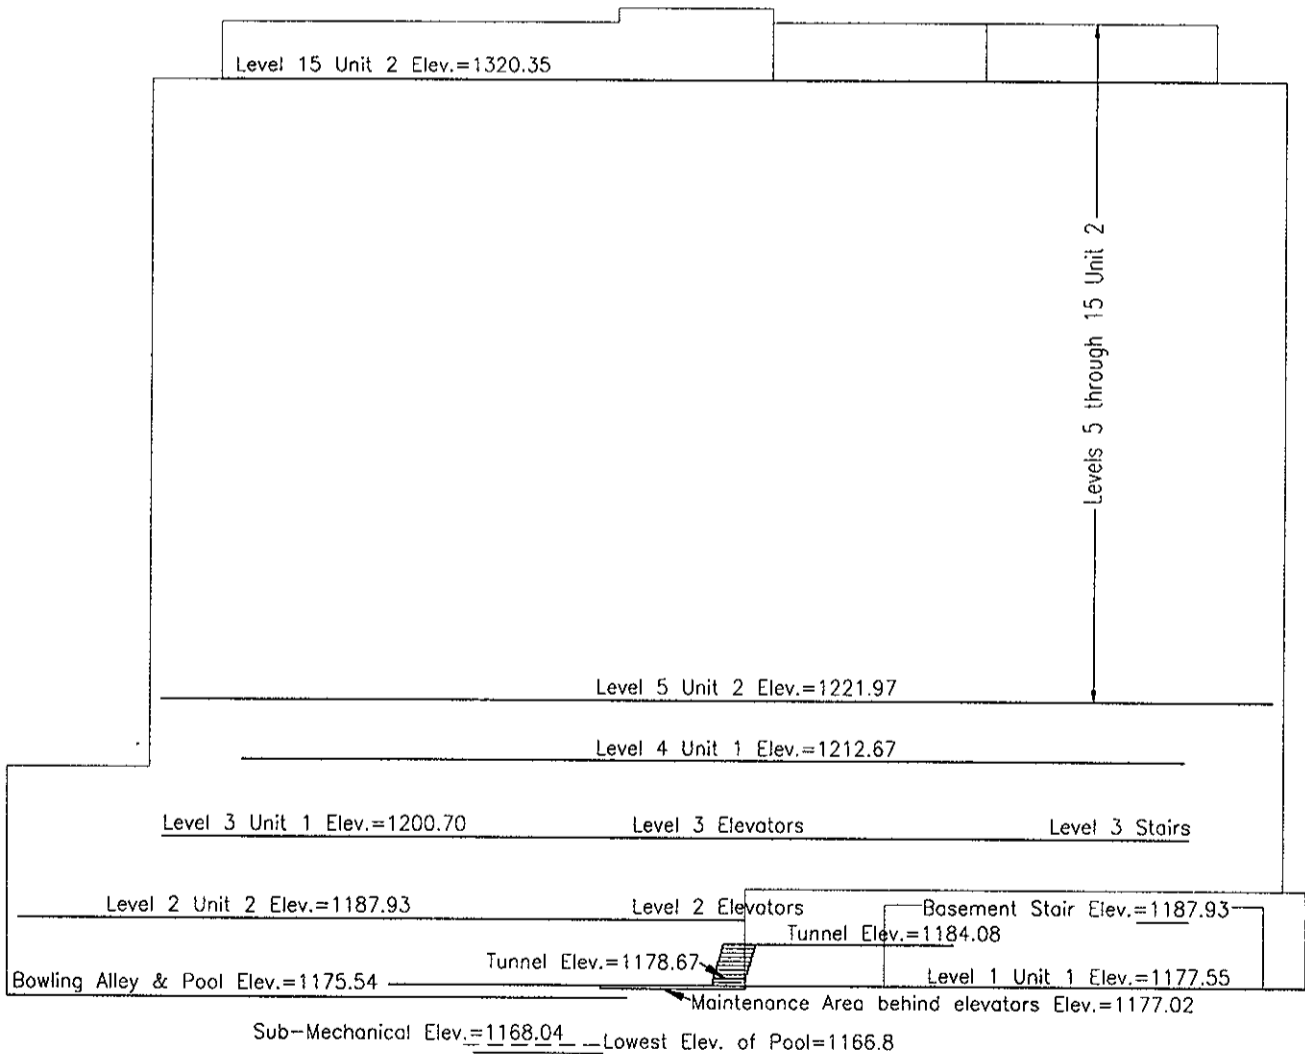 Level 15 Unit 2 Elev.=1320.35
Levels 5 through 15 Unit 2
Level 5 Unit 2 Elev.=1221.97
Level 4 Unit 1 Elev.=1212.67
Level 3 Unit 1 Elev.=1200.70
Level 3 Elevators
Level 3 Stairs
Level 2 Unit 2 Elev.=1187.93
Level 2 Elevators
Basement Stair Elev.=1187.93
Tunnel Elev.=1184.08
Tunnel Elev.=1178.67
Bowling Alley & Pool Elev.=1175.54
Level 1 Unit 1 Elev.=1177.55
Maintenance Area behind elevators Elev.=1177.02
Sub-Mechanical Elev.=1168.04
Lowest Elev. of Pool=1166.8